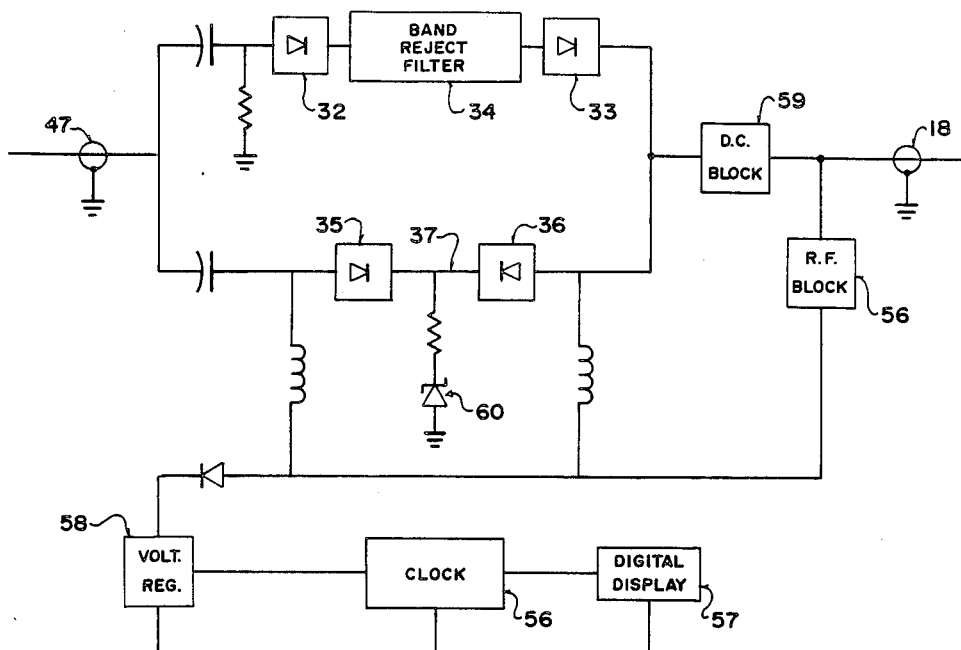 BAND
REJECT
FILTER
32
34
33
47
59
D.C.
BLOCK
18
35
37
36
R.F.
BLOCK
56
60
58
VOLT.
REG.
CLOCK
56
DIGITAL
DISPLAY
57